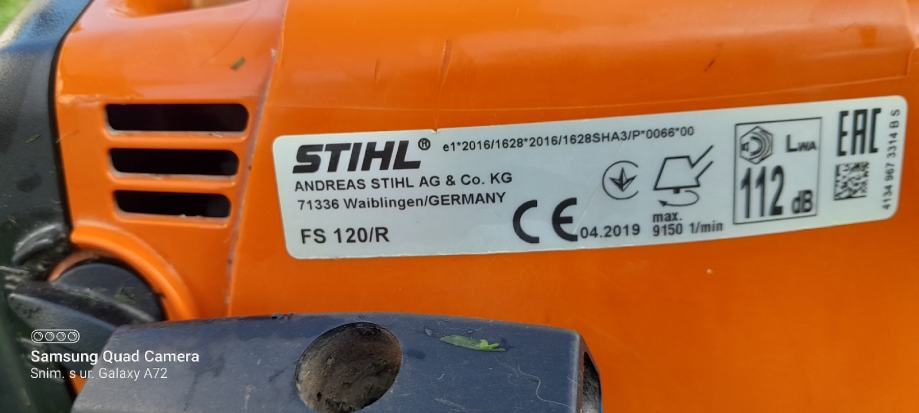 STIHL® e1*2016/1628*2016/1628SHA3/P*0066*00
ANDREAS STIHL AG & Co. KG
71336 Waiblingen/GERMANY
FS 120/R
CE 04.2019
max.
9150 1/min
LWA
112 dB
EAC
4134 967 3314 B S
Samsung Quad Camera
Snim. s ur. Galaxy A72